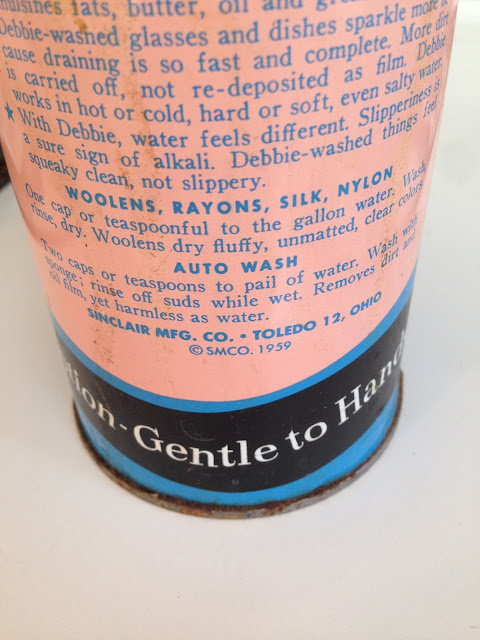 fats, butter, oil and
Debbie-washed glasses and dishes sparkle more
cause draining is so fast and complete. More dirt
is carried off, not re-deposited as film. Debbie
works in hot or cold, hard or soft, even salty water.
★ With Debbie, water feels different. Slipperiness is
a sure sign of alkali. Debbie-washed things feel
squeaky clean, not slippery.
WOOLENS, RAYONS, SILK, NYLON
One cap or teaspoonful to the gallon water. Wash,
rinse, dry. Woolens dry fluffy, unmatted, clear colors.
AUTO WASH
Two caps or teaspoons to pail of water. Wash with
sponge; rinse off suds while wet. Removes dirt and
oil film, yet harmless as water.
SINCLAIR MFG. CO. • TOLEDO 12, OHIO
© SMCO. 1959
-Gentle to Hand